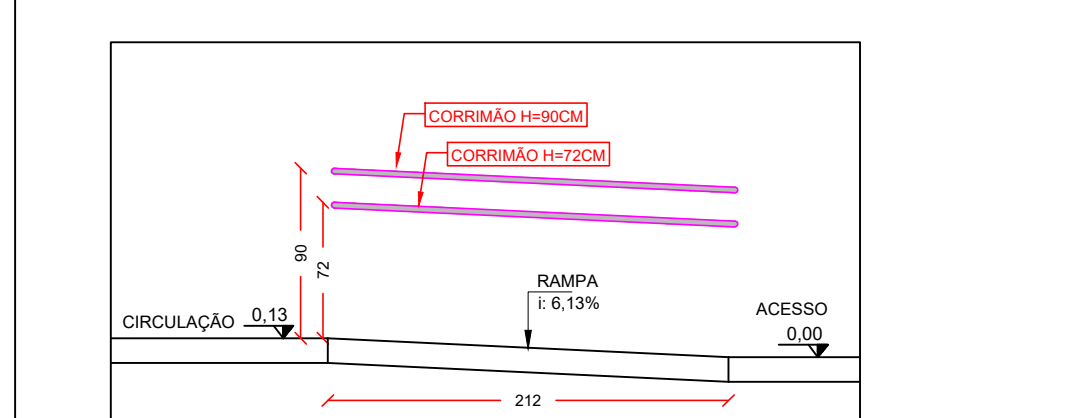 CORRIMÃO H=90CM
CORRIMÃO H=72CM
90
72
RAMPA
i: 6,13%
CIRCULAÇÃO 0,13
ACESSO
0,00
212